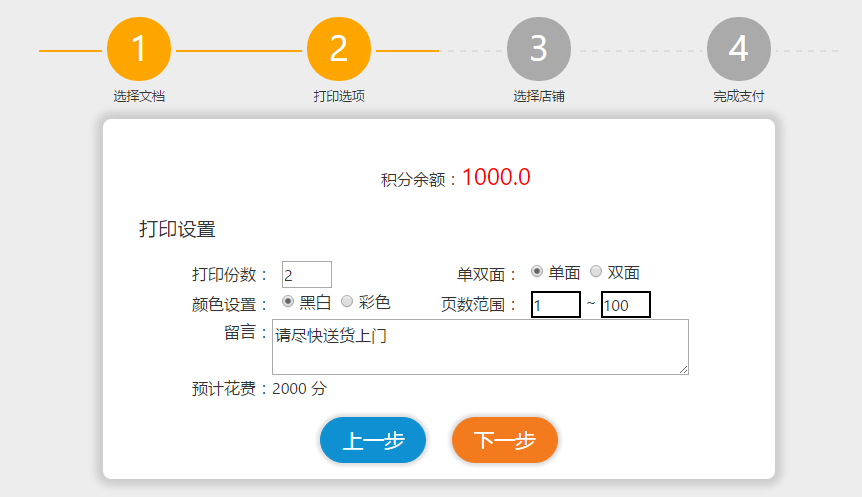 1 2 3 4
选择文档 打印选项 选择店铺 完成支付
积分余额：1000.0
打印设置
打印份数： 2 单双面： 单面 双面
颜色设置： 黑白 彩色 页数范围： 1 ~ 100
留言： 请尽快送货上门
预计花费：2000 分
上一步 下一步